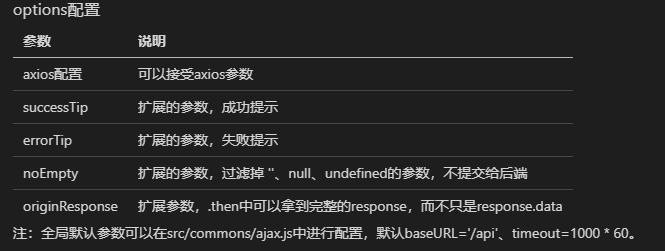 options配置
参数 说明
axios配置 可以接受axios参数
successTip 扩展的参数，成功提示
errorTip 扩展的参数，失败提示
noEmpty 扩展的参数，过滤掉 ''、null、undefined的参数，不提交给后端
originResponse 扩展参数，.then中可以拿到完整的response，而不只是response.data
注：全局默认参数可以在src/commons/ajax.js中进行配置，默认baseURL='/api'、timeout=1000 * 60。